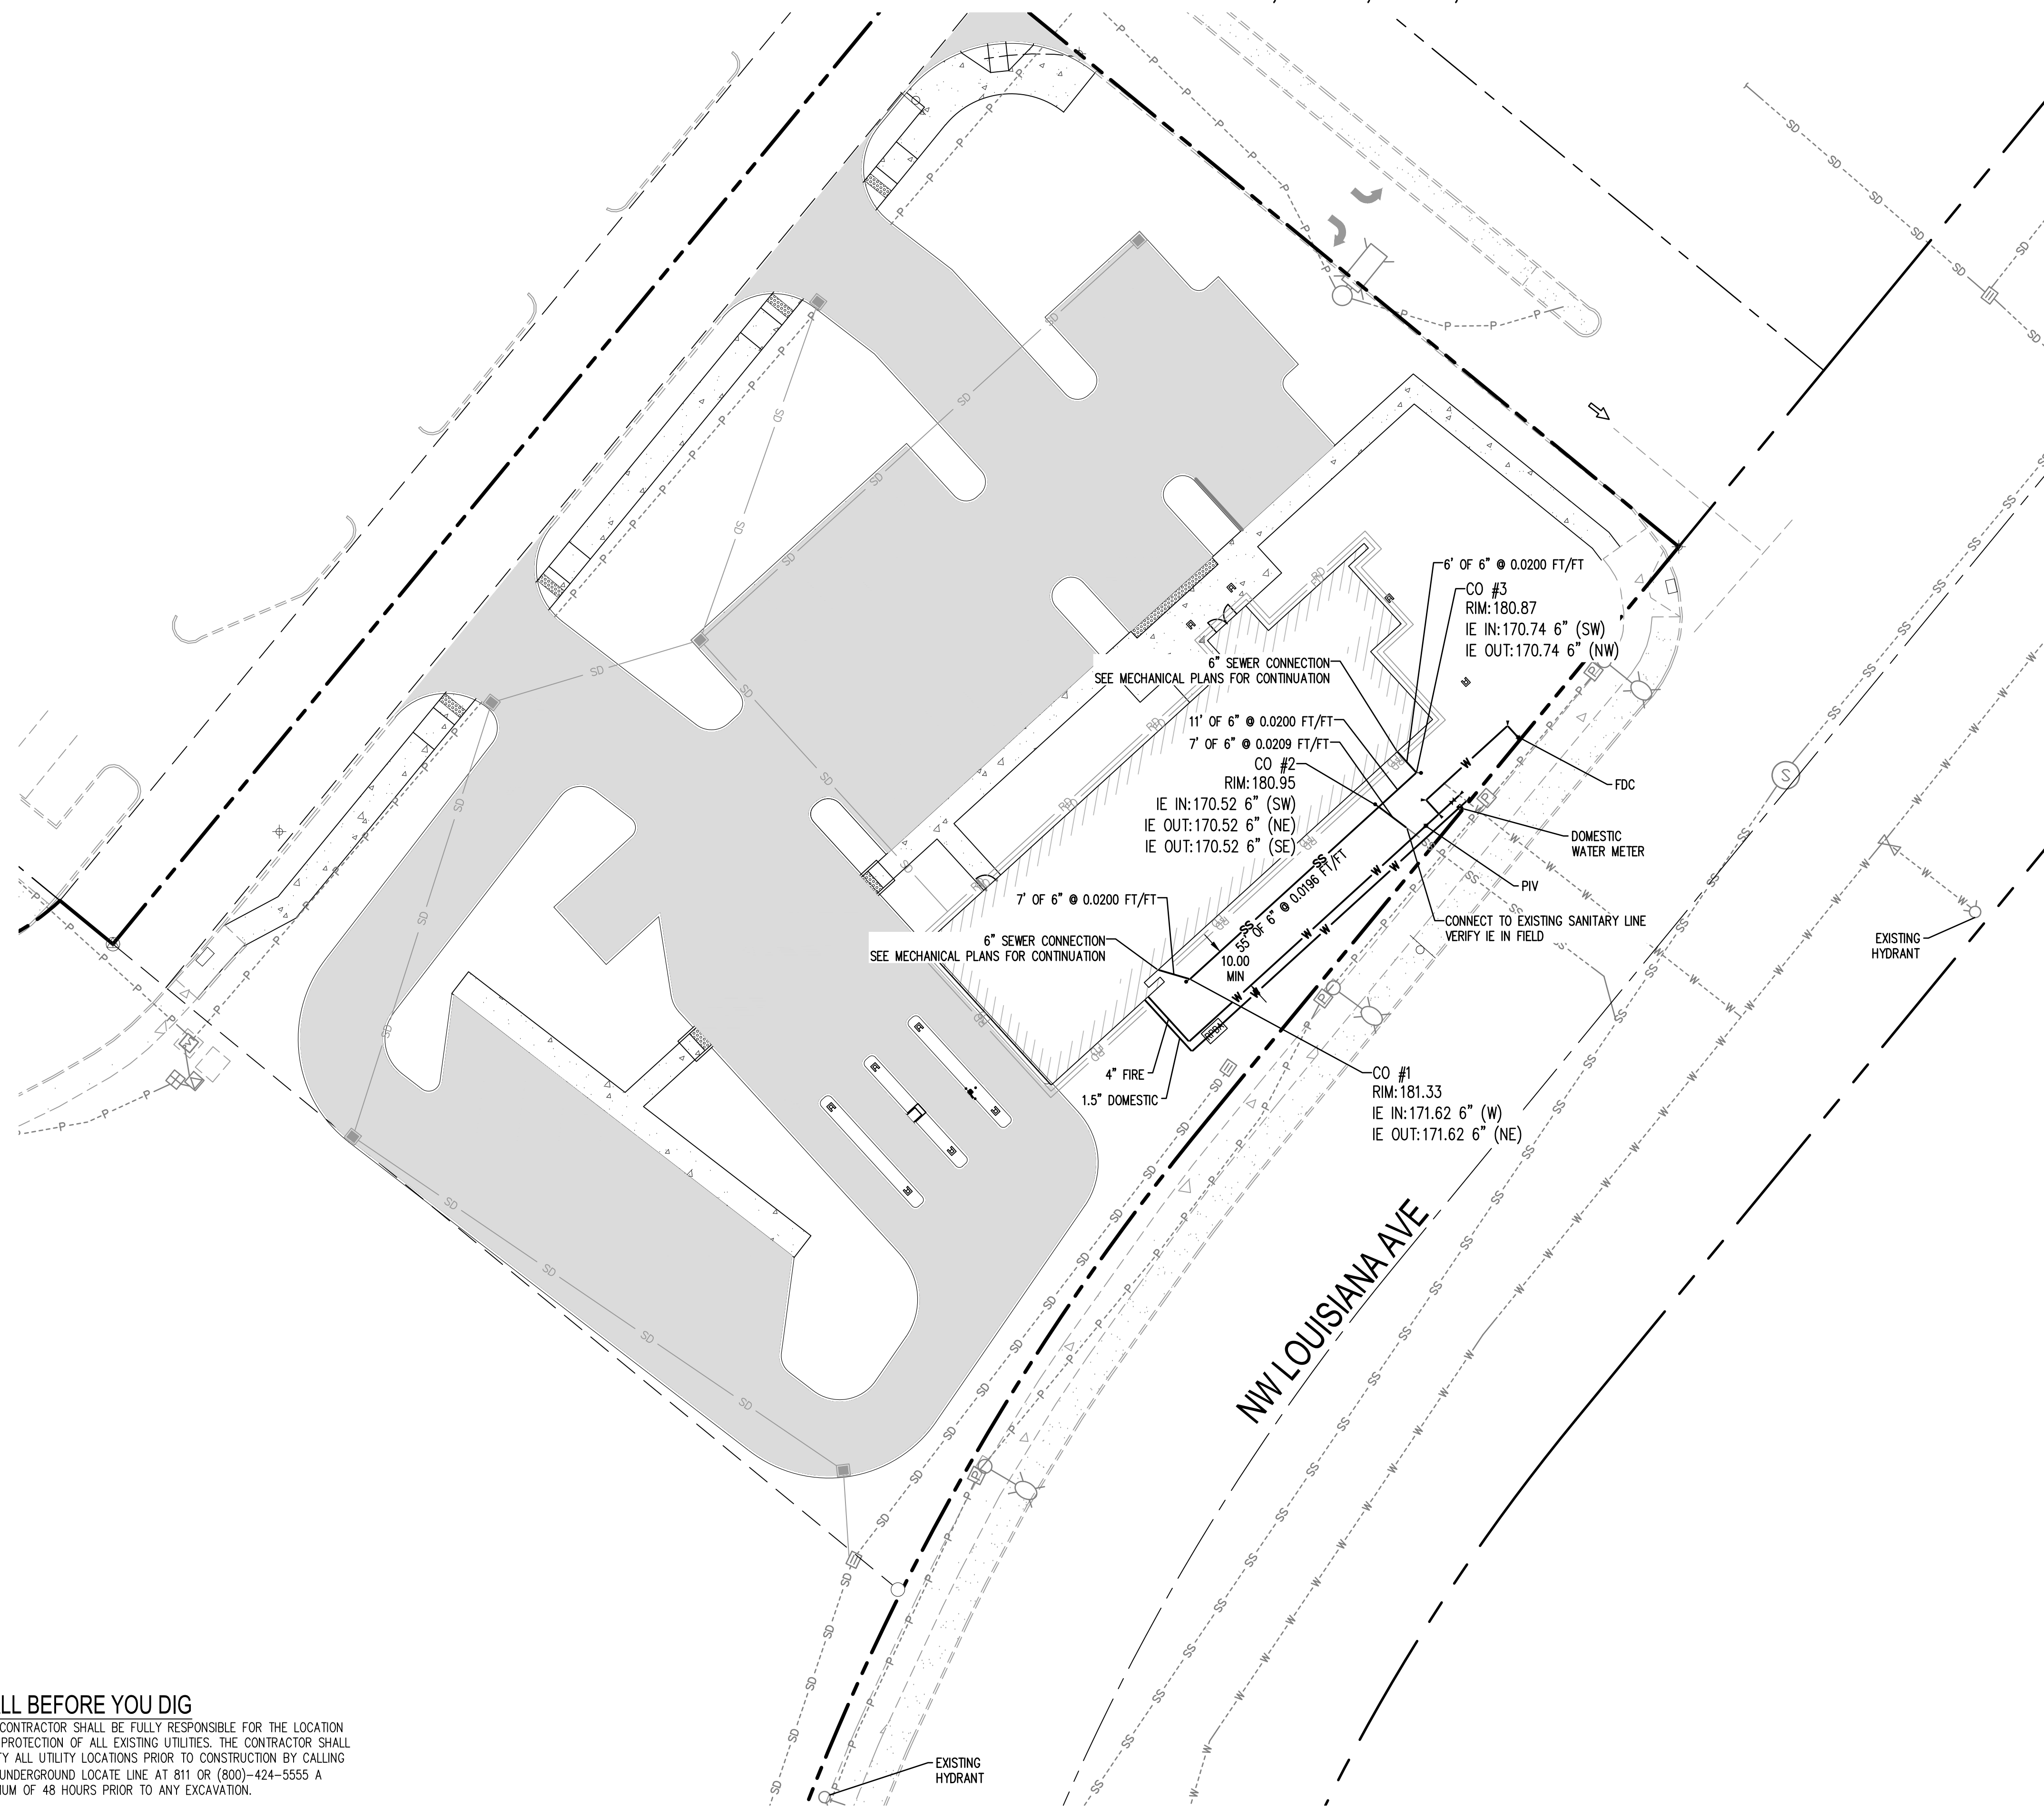 6' OF 6" @ 0.0200 FT/FT
CO #3
RIM:180.87
IE IN:170.74 6" (SW)
IE OUT:170.74 6" (NW)
6" SEWER CONNECTION
SEE MECHANICAL PLANS FOR CONTINUATION
11' OF 6" @ 0.0200 FT/FT
7' OF 6" @ 0.0209 FT/FT
CO #2
RIM:180.95
IE IN:170.52 6" (SW)
IE OUT:170.52 6" (NE)
IE OUT:170.52 6" (SE)
FDC
DOMESTIC
WATER METER
PIV
CONNECT TO EXISTING SANITARY LINE
VERIFY IE IN FIELD
EXISTING
HYDRANT
55' OF 6" @ 0.0196 FT/FT
7' OF 6" @ 0.0200 FT/FT
6" SEWER CONNECTION
SEE MECHANICAL PLANS FOR CONTINUATION
10.00
MIN
RPBA
4" FIRE
1.5" DOMESTIC
CO #1
RIM:181.33
IE IN:171.62 6" (W)
IE OUT:171.62 6" (NE)
NW LOUISIANA AVE
EXISTING
HYDRANT
LL BEFORE YOU DIG
CONTRACTOR SHALL BE FULLY RESPONSIBLE FOR THE LOCATION
PROTECTION OF ALL EXISTING UTILITIES. THE CONTRACTOR SHALL
FY ALL UTILITY LOCATIONS PRIOR TO CONSTRUCTION BY CALLING
UNDERGROUND LOCATE LINE AT 811 OR (800)-424-5555 A
UM OF 48 HOURS PRIOR TO ANY EXCAVATION.